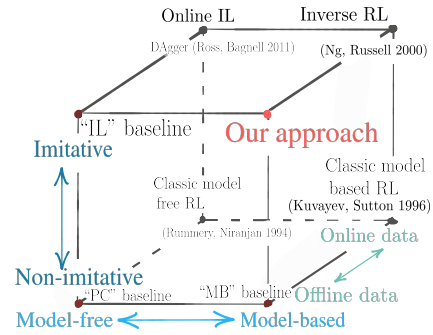 Online IL
Inverse RL
DAgger (Ross, Bagnell 2011)
(Ng, Russell 2000)
“IL” baseline
Our approach
Imitative
Classic model
based RL
Classic model
free RL
(Kuvayev, Sutton 1996)
(Rummery, Niranjan 1994)
Online data
Non-imitative
“PC” baseline
“MB” baseline
Offline data
Model-free
Model-based